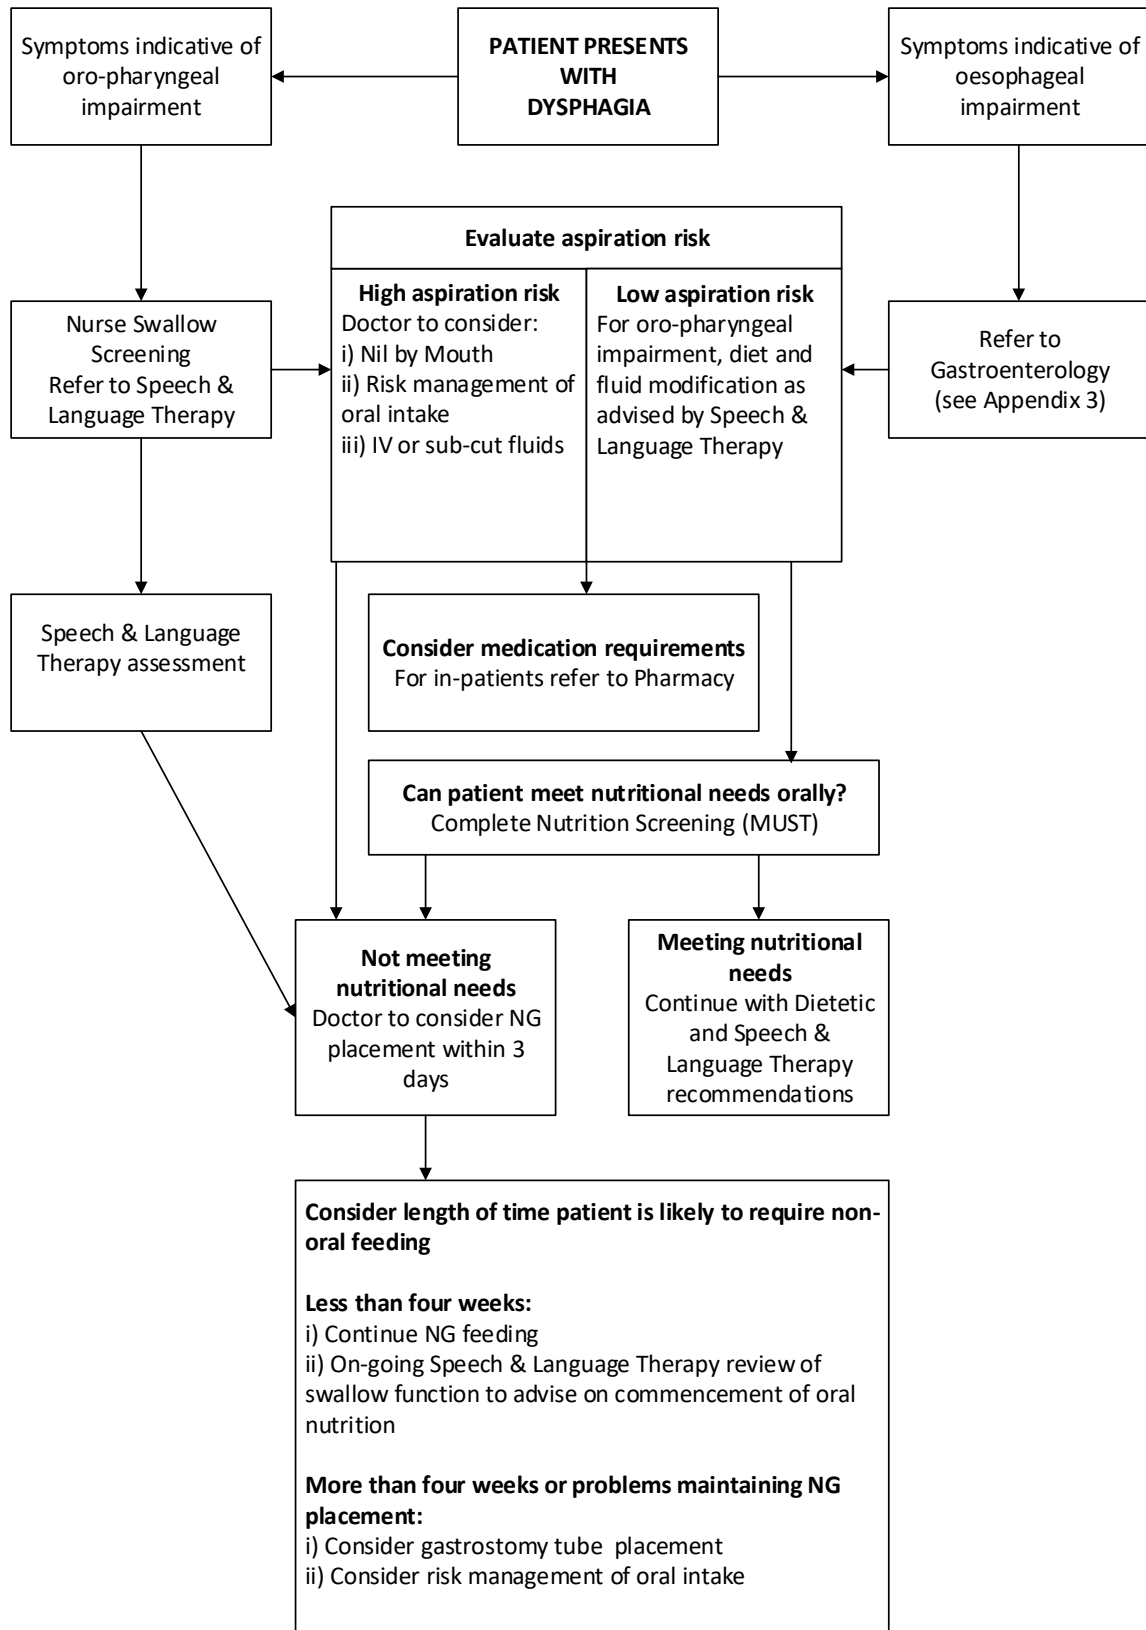 Symptoms indicative of
oro-pharyngeal
impairment
PATIENT PRESENTS
WITH
DYSPHAGIA
Symptoms indicative of
oesophageal
impairment
Evaluate aspiration risk
Nurse Swallow
Screening
Refer to Speech &
Language Therapy
High aspiration risk
Doctor to consider:
i) Nil by Mouth
ii) Risk management of
oral intake
iii) IV or sub-cut fluids
Low aspiration risk
For oro-pharyngeal
impairment, diet and
fluid modification as
advised by Speech &
Language Therapy
Refer to
Gastroenterology
(see Appendix 3)
Speech & Language
Therapy assessment
Consider medication requirements
For in-patients refer to Pharmacy
Can patient meet nutritional needs orally?
Complete Nutrition Screening (MUST)
Not meeting
nutritional needs
Doctor to consider NG
placement within 3
days
Meeting nutritional
needs
Continue with Dietetic
and Speech &
Language Therapy
recommendations
Consider length of time patient is likely to require non-
oral feeding
Less than four weeks:
i) Continue NG feeding
ii) On-going Speech & Language Therapy review of
swallow function to advise on commencement of oral
nutrition
More than four weeks or problems maintaining NG
placement:
i) Consider gastrostomy tube placement
ii) Consider risk management of oral intake